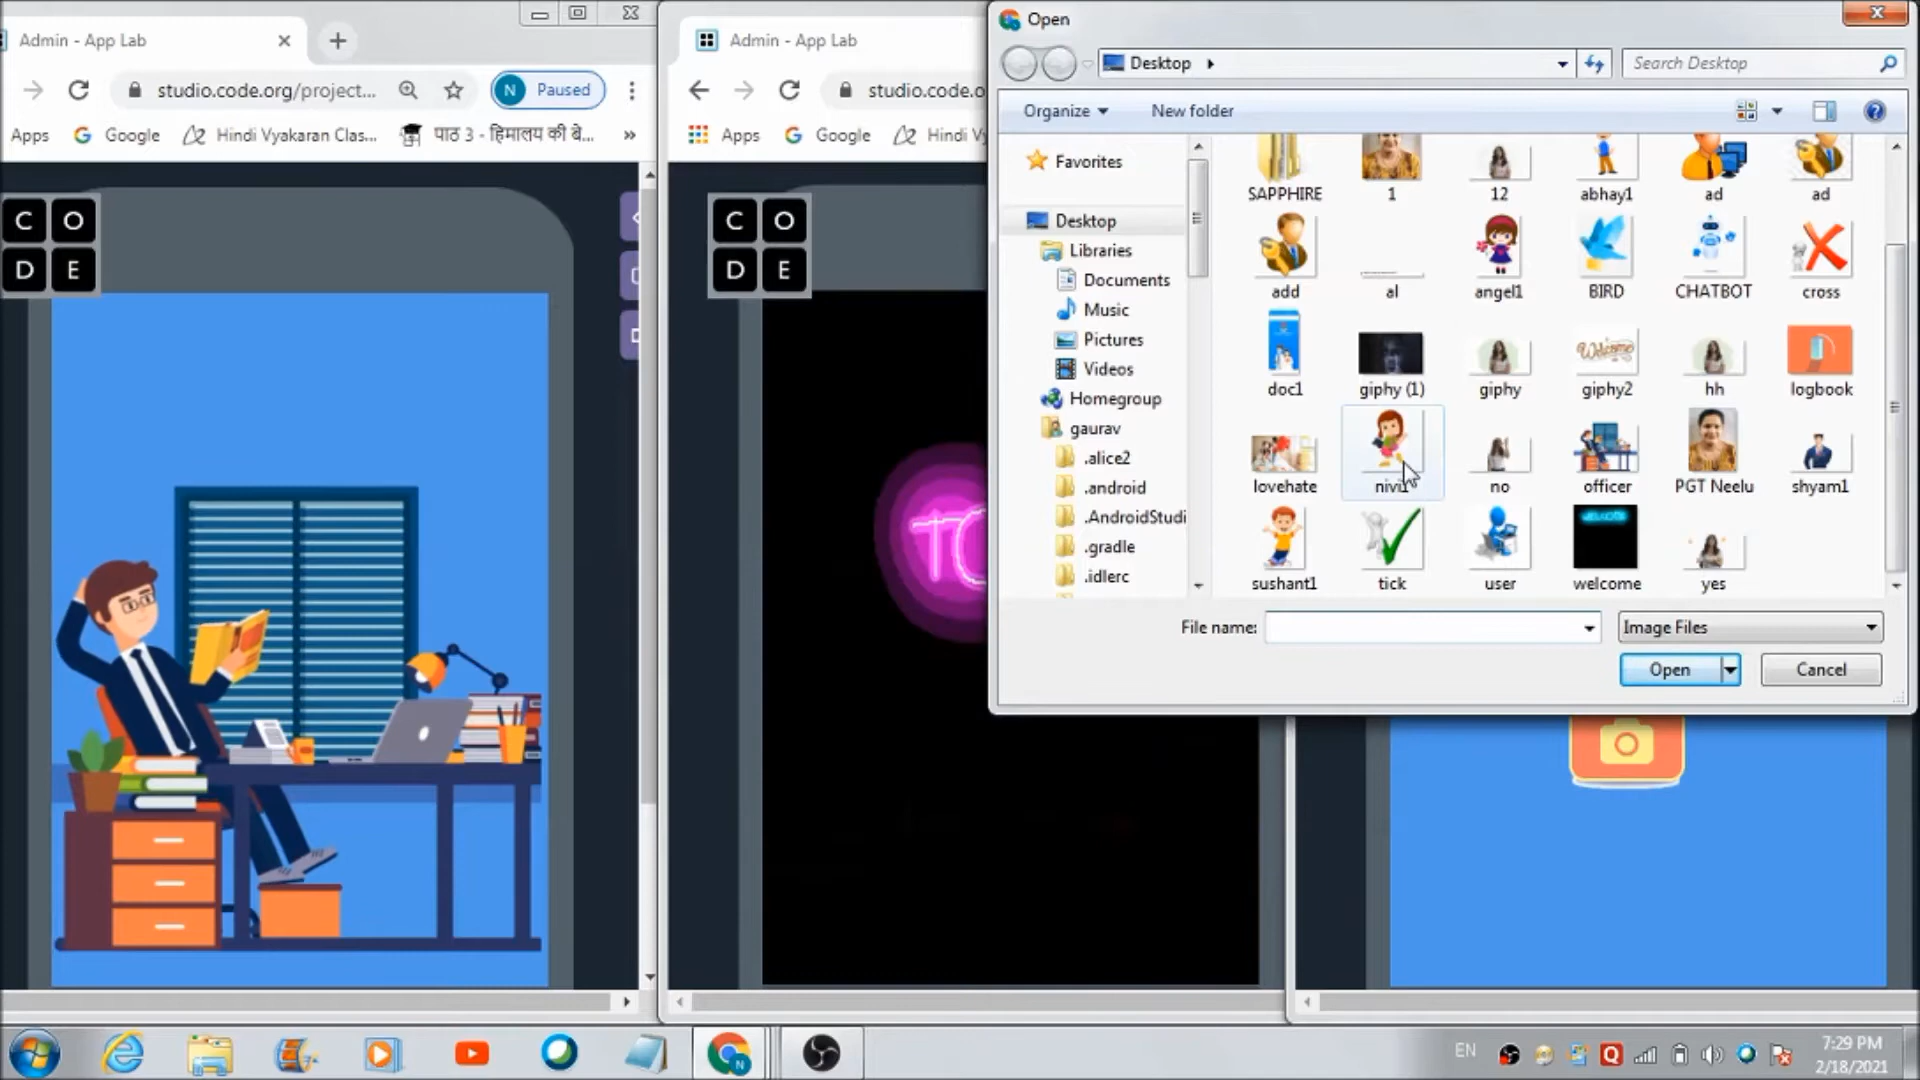 Admin - App Lab
studio.code.org/project...
N Paused
Apps
Google
Hindi Vyakaran Clas...
पाठ 3 - हिमालय की बे...
»
C O
D E
Admin - App Lab
studio.code.o
Apps
Google
Hindi Vy
C O
D E
TO
Open
Desktop
Search Desktop
Organize
New folder
Favorites
Desktop
Libraries
Documents
Music
Pictures
Videos
Homegroup
gaurav
.alice2
.android
.AndroidStudi
.gradle
.idlerc
SAPPHIRE 1 12 abhay1 ad ad
add al angel1 BIRD CHATBOT cross
doc1 giphy (1) giphy giphy2 hh logbook
Welcome
lovehate nivi1 no officer PGT Neelu shyam1
WELCOME
sushant1 tick user welcome yes
File name:
Image Files
Open
Cancel
N
EN
7:29 PM
2/18/2021